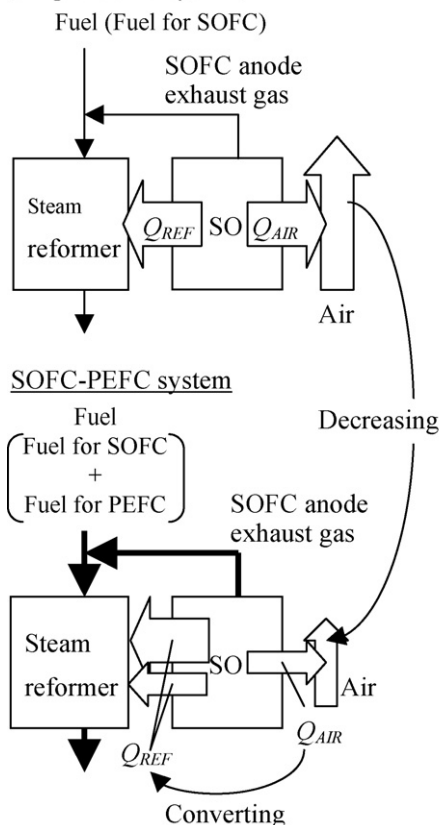 Fuel (Fuel for SOFC)
SOFC anode
exhaust gas
Steam
reformer
Q_REF
SO
Q_AIR
Air
SOFC-PEFC system
Decreasing
Fuel
Fuel for SOFC
+
Fuel for PEFC
SOFC anode
exhaust gas
Steam
reformer
SO
Air
Q_REF
Q_AIR
Converting